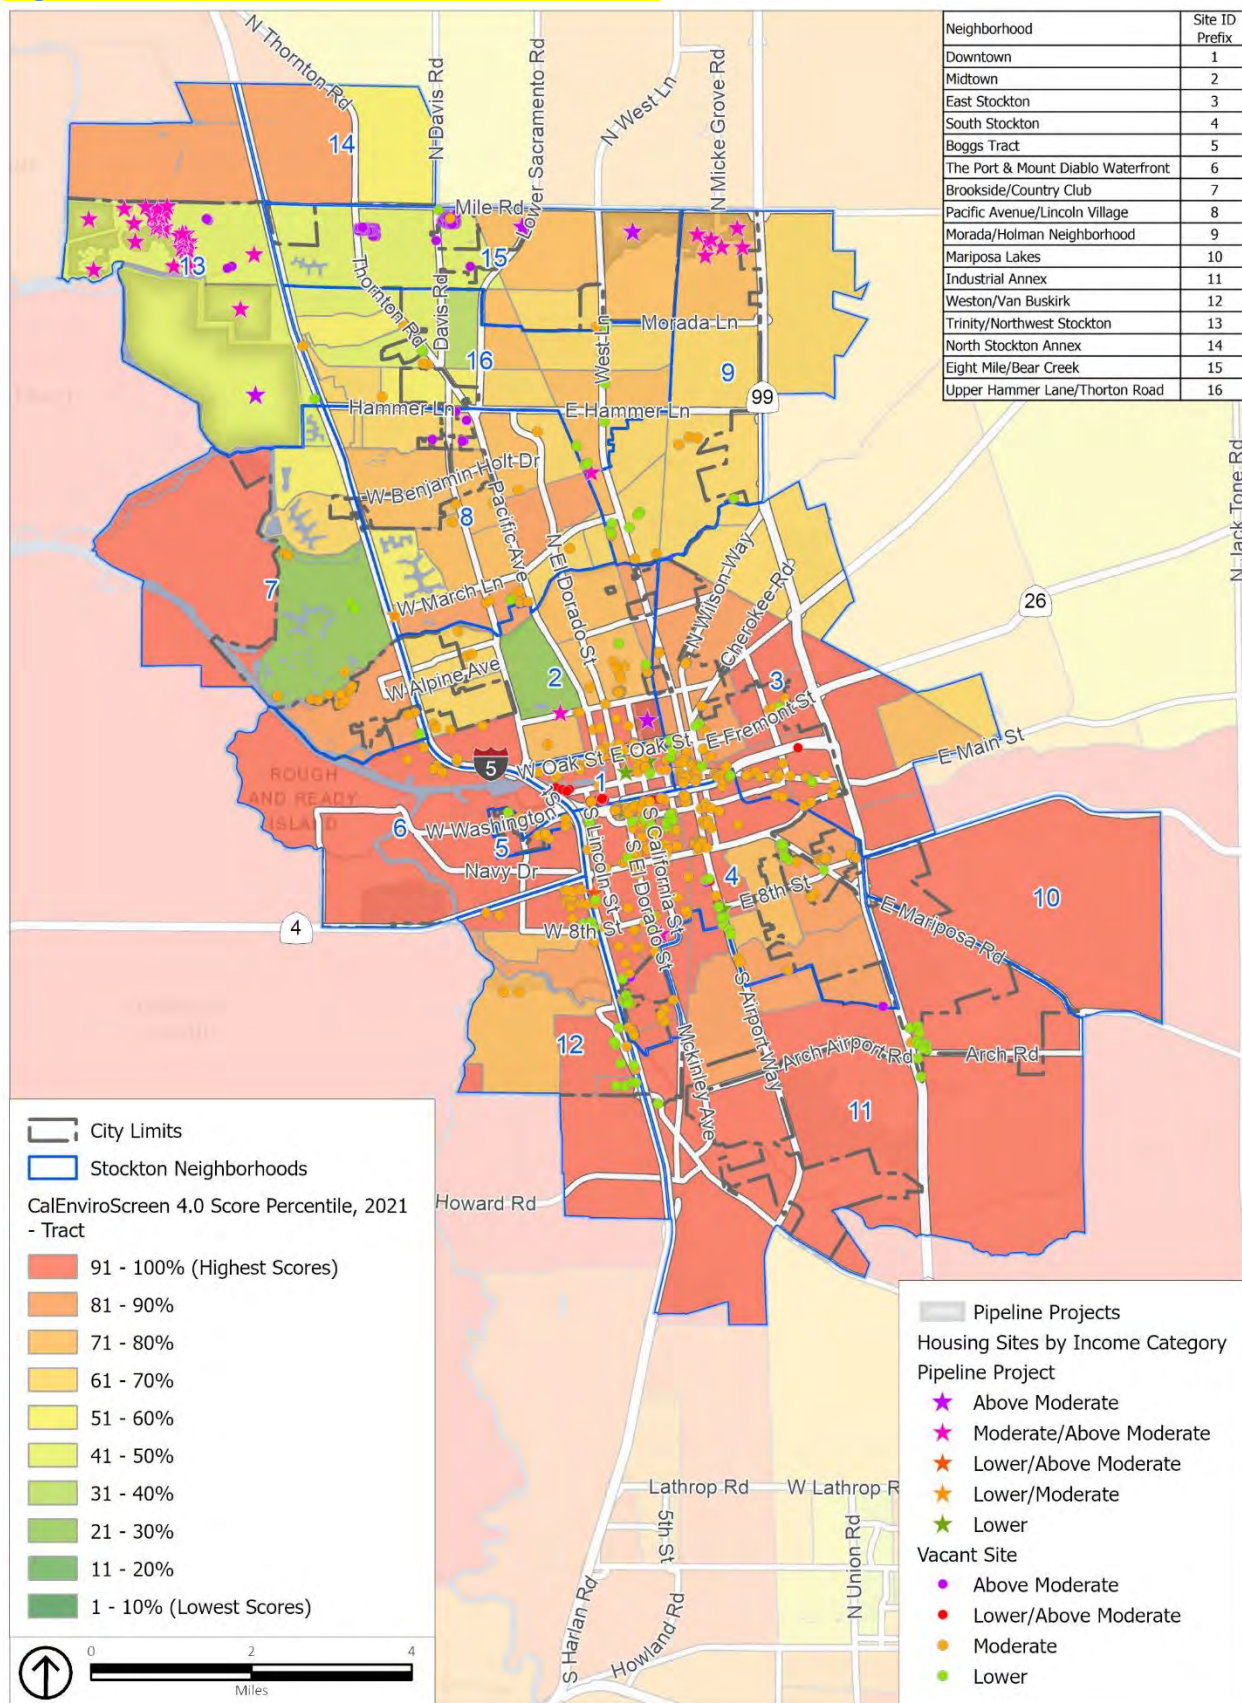 Neighborhood Site ID Prefix
Downtown 1
Midtown 2
East Stockton 3
South Stockton 4
Boggs Tract 5
The Port & Mount Diablo Waterfront 6
Brookside/Country Club 7
Pacific Avenue/Lincoln Village 8
Morada/Holman Neighborhood 9
Mariposa Lakes 10
Industrial Annex 11
Weston/Van Buskirk 12
Trinity/Northwest Stockton 13
North Stockton Annex 14
Eight Mile/Bear Creek 15
Upper Hammer Lane/Thorton Road 16
N Thornton Rd
N Davis Rd
Lower Sacramento Rd
N West Ln
N Micke Grove Rd
14
Mile Rd
13
15
Thornton Rd
Davis Rd
Morada Ln
West Ln
16
9
99
Hammer Ln
E Hammer Ln
N Jack Tone Rd
W Benjamin Holt Dr
8
Pacific Ave
N El Dorado St
N Wilson Way
7
W March Ln
Cherokee Rd
26
W Alpine Ave
2
3
E Fremont St
E Main St
5
W Oak St
E Oak St
ROUGH
AND READY
ISLAND
1
6
W Washington St
5
Navy Dr
S Lincoln St
S El Dorado St
S California St
4
E 8th St
10
4
W 8th St
E Mariposa Rd
S Airport Way
12
Mckinley Ave
Arch Airport Rd
Arch Rd
11
Howard Rd
Lathrop Rd
W Lathrop R
5th St
N Union Rd
S Harlan Rd
Howland Rd
City Limits
Stockton Neighborhoods
CalEnviroScreen 4.0 Score Percentile, 2021
- Tract
91 - 100% (Highest Scores)
81 - 90%
71 - 80%
61 - 70%
51 - 60%
41 - 50%
31 - 40%
21 - 30%
11 - 20%
1 - 10% (Lowest Scores)
0 2 4
Miles
Pipeline Projects
Housing Sites by Income Category
Pipeline Project
Above Moderate
Moderate/Above Moderate
Lower/Above Moderate
Lower/Moderate
Lower
Vacant Site
Above Moderate
Lower/Above Moderate
Moderate
Lower